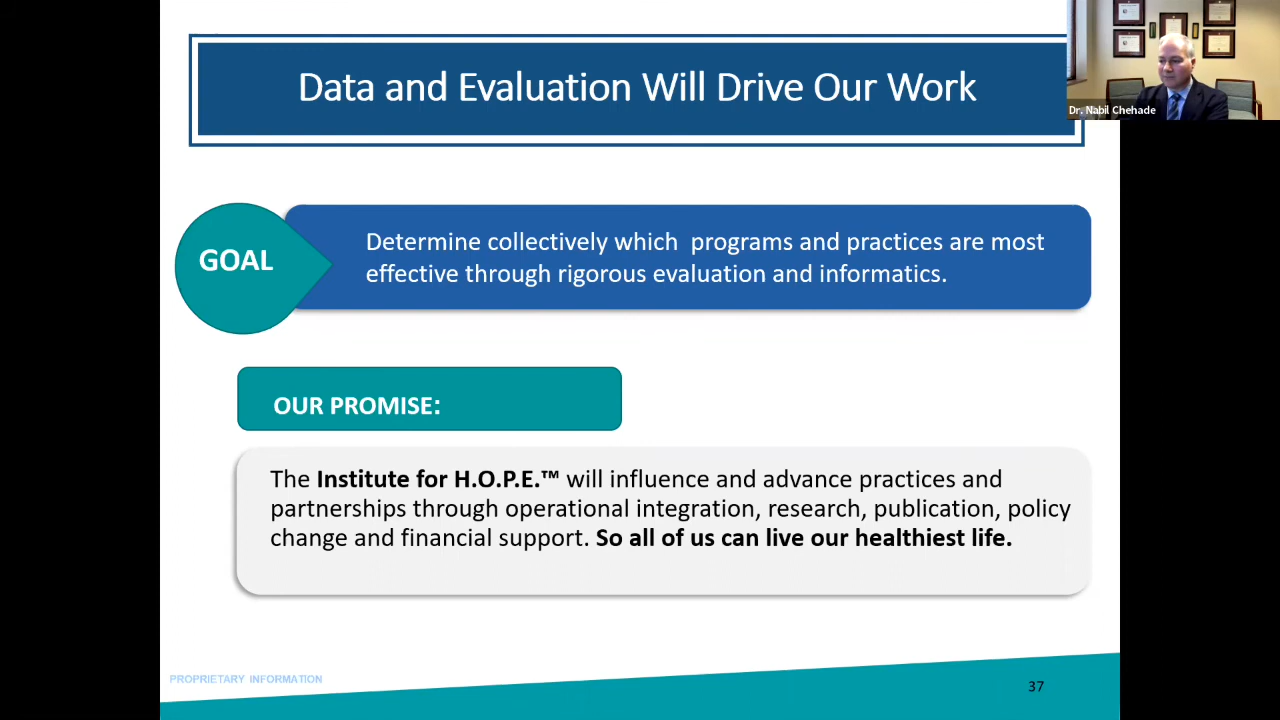 Data and Evaluation Will Drive Our Work
Dr. Nabil Chehade
GOAL
Determine collectively which programs and practices are most
effective through rigorous evaluation and informatics.
OUR PROMISE:
The Institute for H.O.P.E.™ will influence and advance practices and
partnerships through operational integration, research, publication, policy
change and financial support. So all of us can live our healthiest life.
PROPRIETARY INFORMATION
37